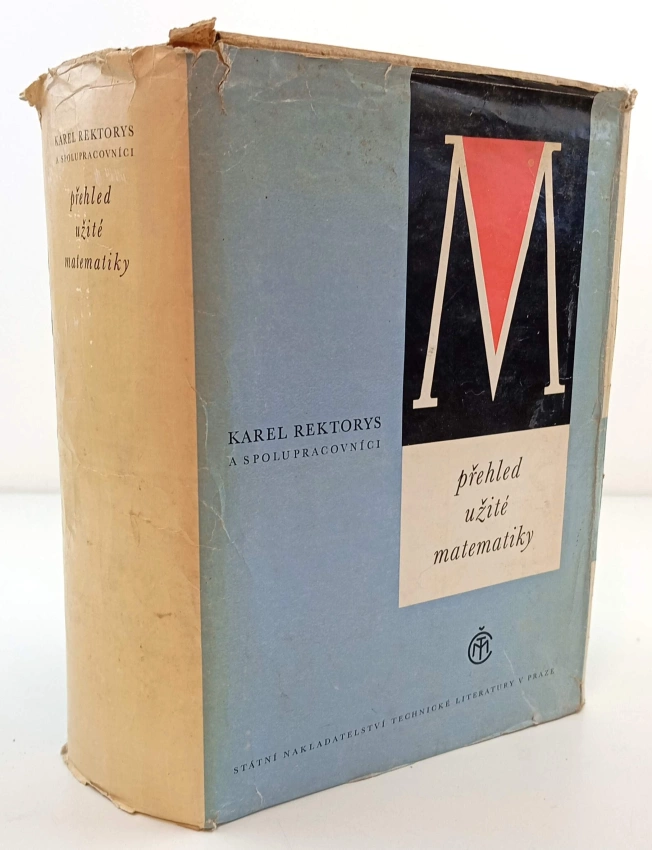 KAREL REKTORYS
A SPOLUPRACOVNÍCI
přehled
užité
matematiky
M
KAREL REKTORYS
A SPOLUPRACOVNÍCI
přehled
užité
matematiky
STÁTNÍ NAKLADATELSTVÍ TECHNICKÉ LITERATURY V PRAZE